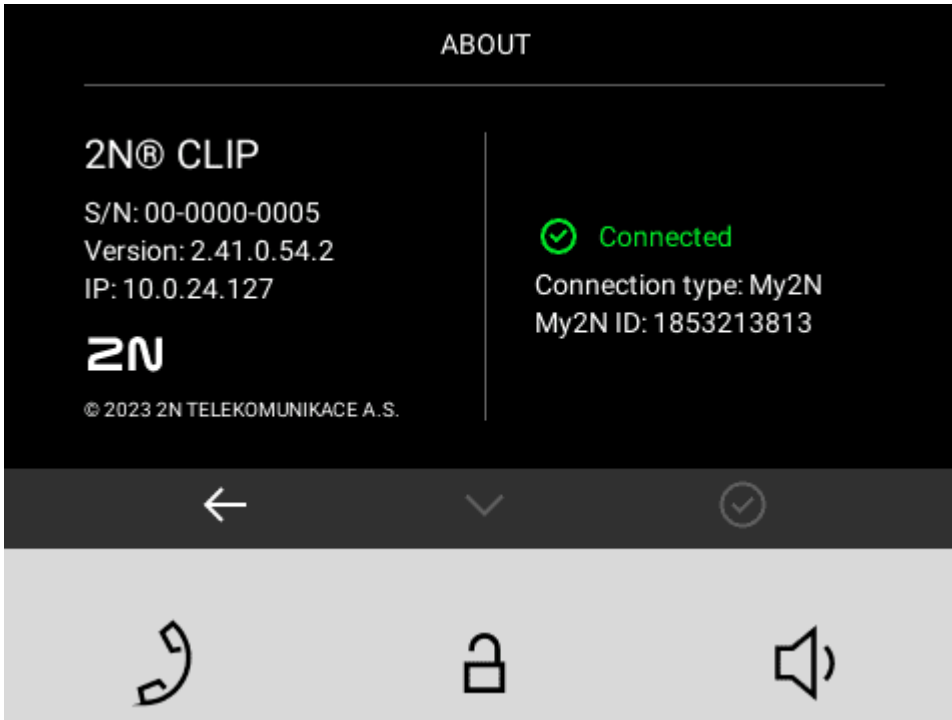 ABOUT
2N® CLIP
S/N: 00-0000-0005
Version: 2.41.0.54.2
IP: 10.0.24.127
2N
© 2023 2N TELEKOMUNIKACE A.S.
Connected
Connection type: My2N
My2N ID: 1853213813